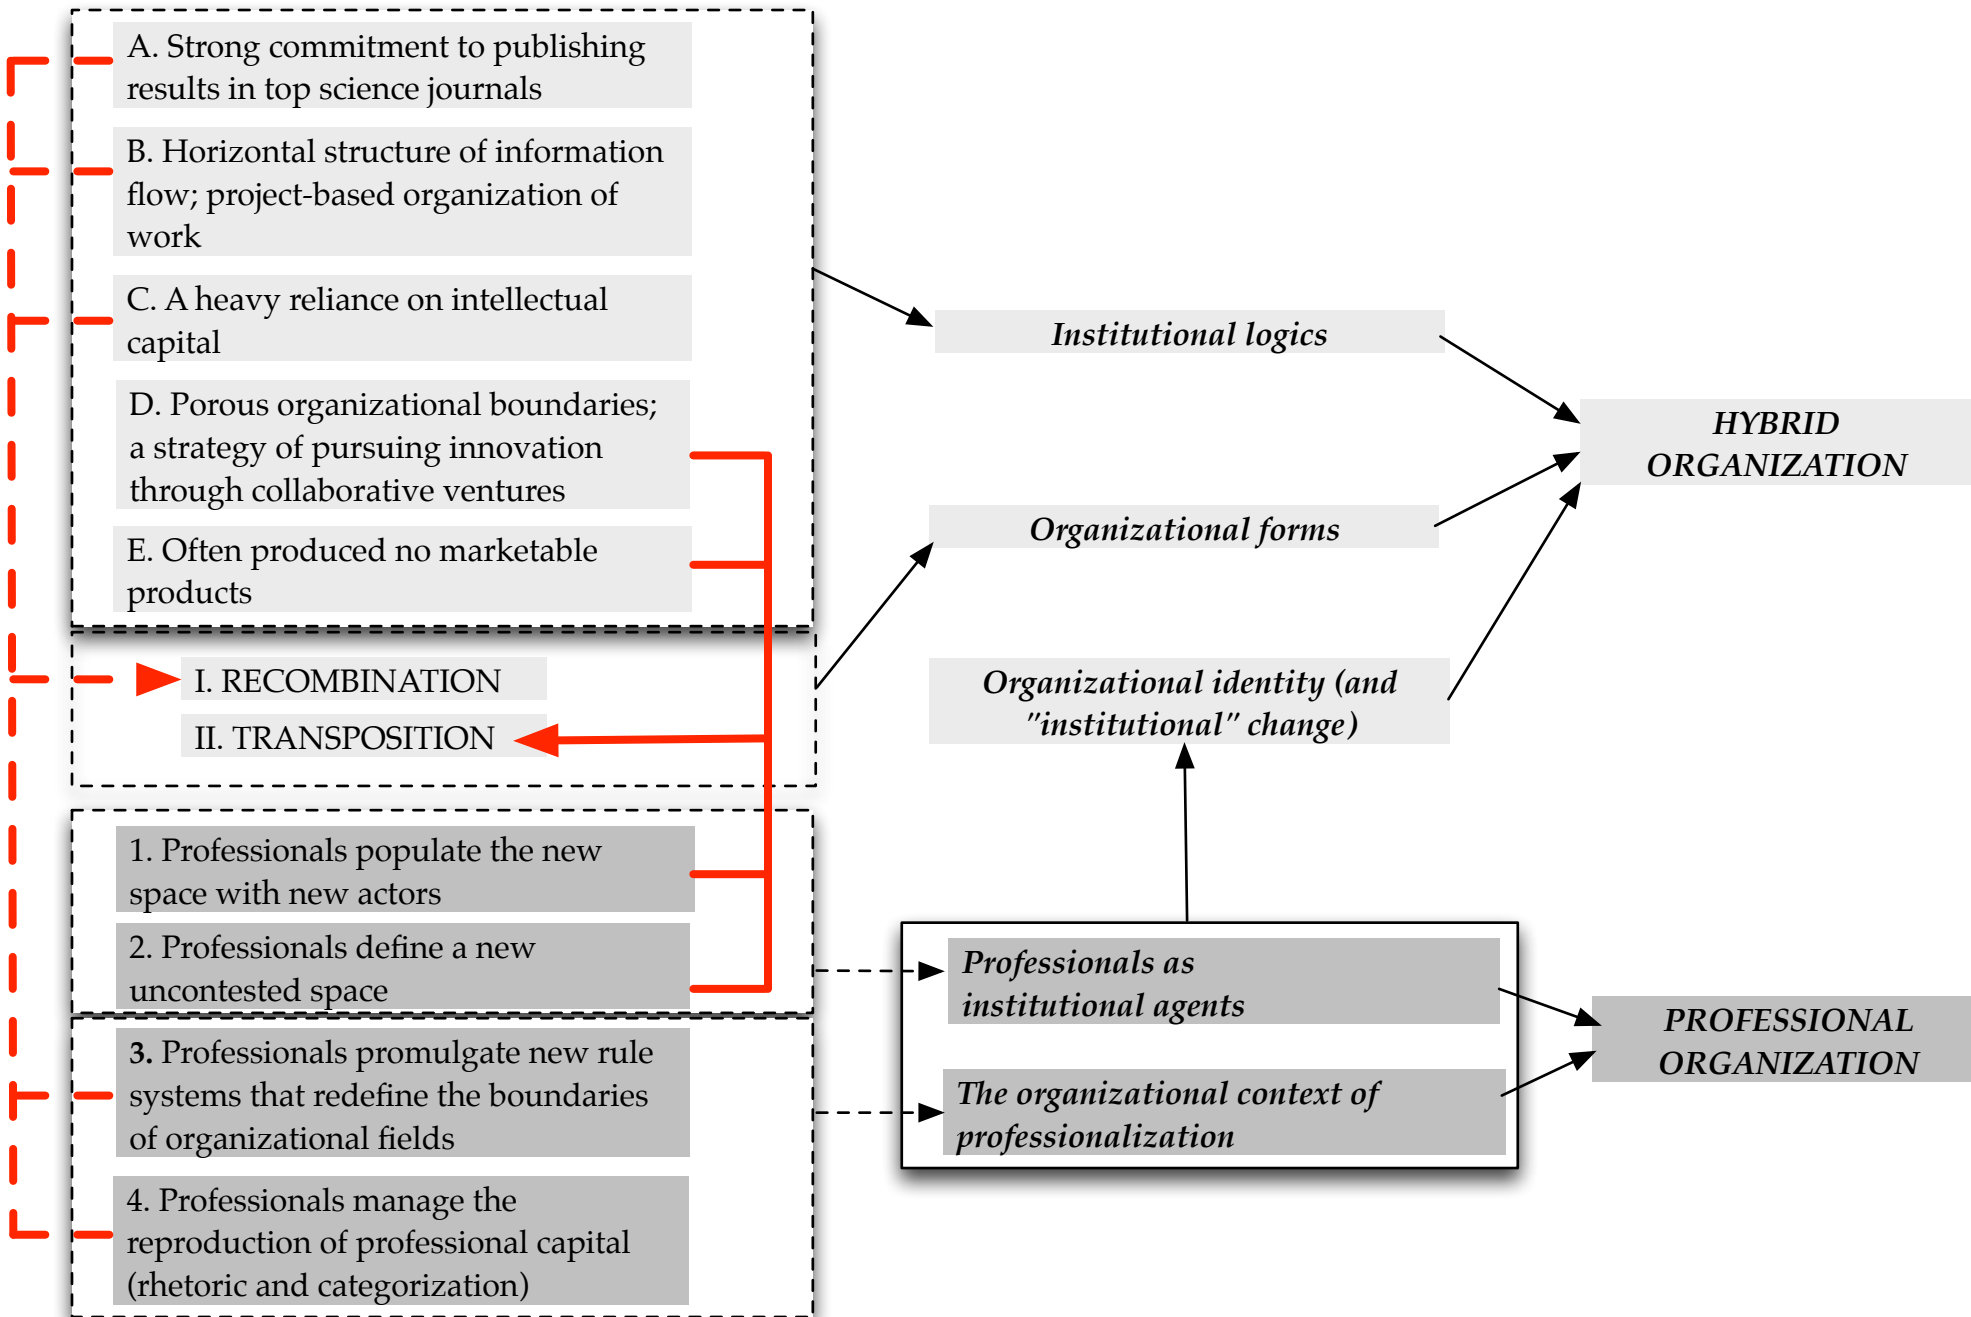 A. Strong commitment to publishing
results in top science journals
B. Horizontal structure of information
flow; project-based organization of
work
C. A heavy reliance on intellectual
capital
D. Porous organizational boundaries;
a strategy of pursuing innovation
through collaborative ventures
E. Often produced no marketable
products
I. RECOMBINATION
II. TRANSPOSITION
1. Professionals populate the new
space with new actors
2. Professionals define a new
uncontested space
3. Professionals promulgate new rule
systems that redefine the boundaries
of organizational fields
4. Professionals manage the
reproduction of professional capital
(rhetoric and categorization)
Institutional logics
Organizational forms
Organizational identity (and
"institutional" change)
Professionals as
institutional agents
The organizational context of
professionalization
HYBRID
ORGANIZATION
PROFESSIONAL
ORGANIZATION